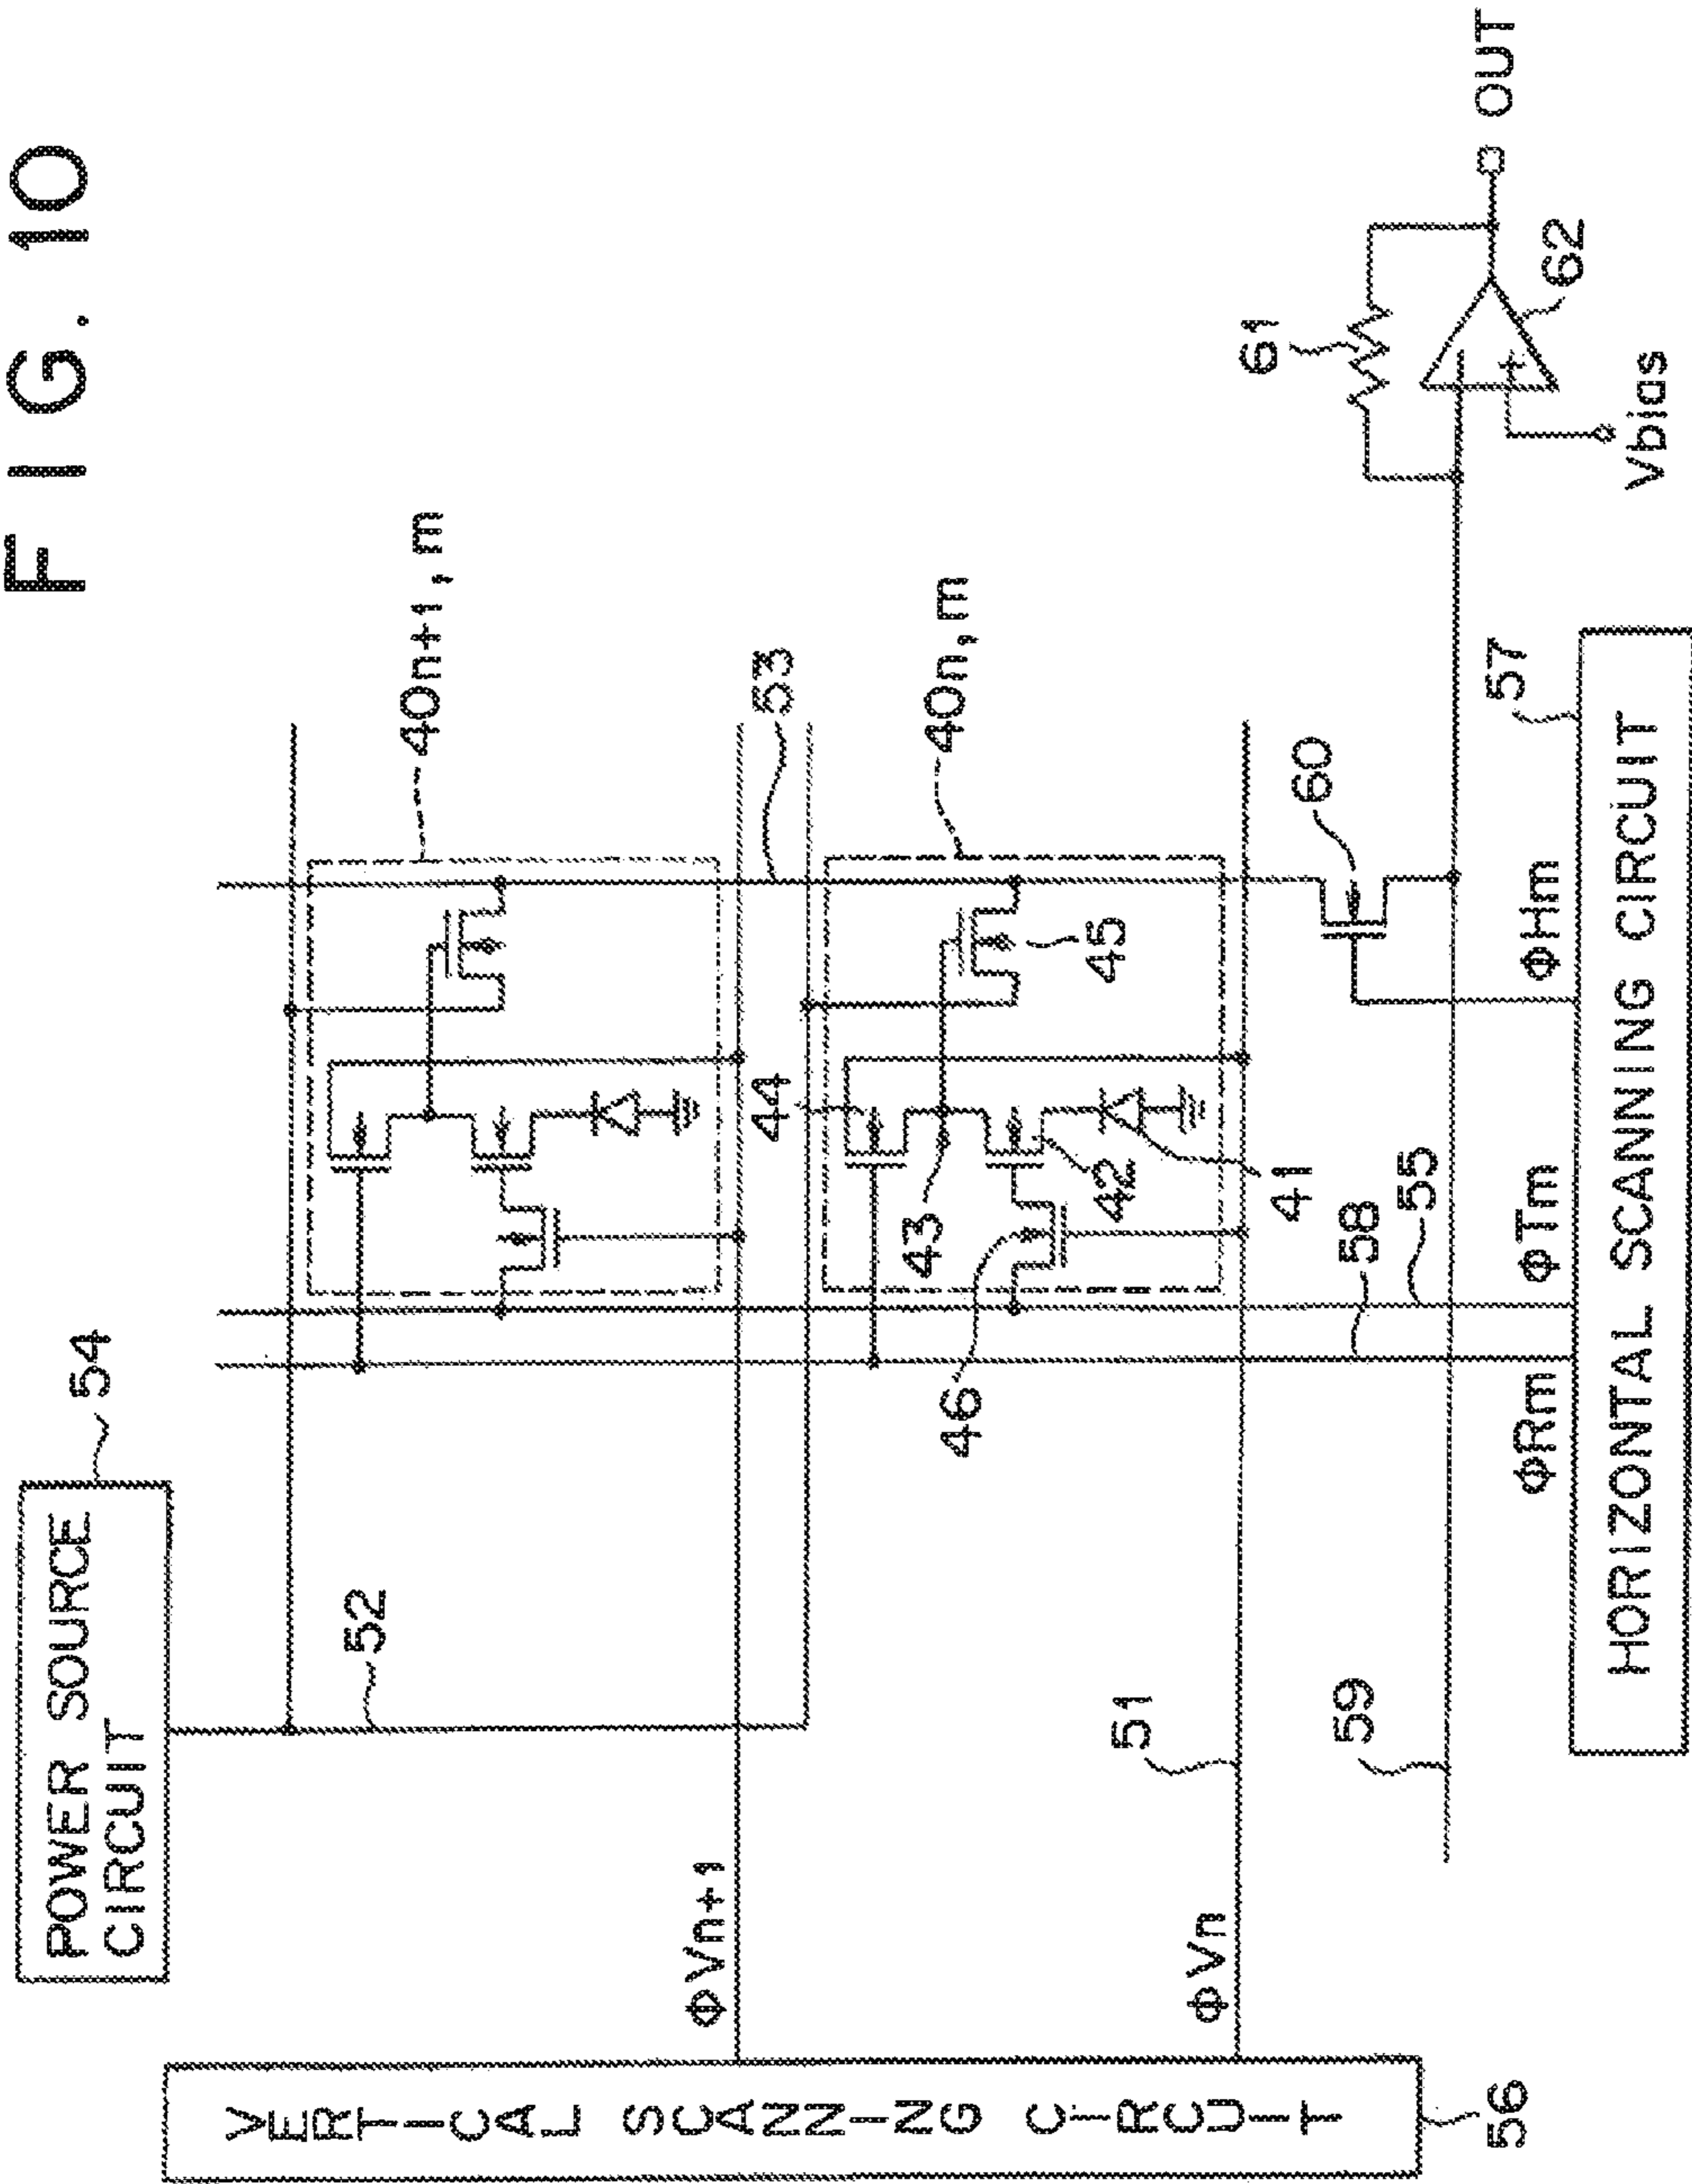 FIG. 10
POWER SOURCE
CIRCUIT
54
52
40n+1,m
53
ΦVn+1
44
40n,m
45
43
42
41
46
51
ΦVn
58
55
60
59
ΦRm
ΦTm
ΦHm
57
61
62
Vbias
OUT
VERTICAL SCANNING CIRCUIT
56
HORIZONTAL SCANNING CIRCUIT